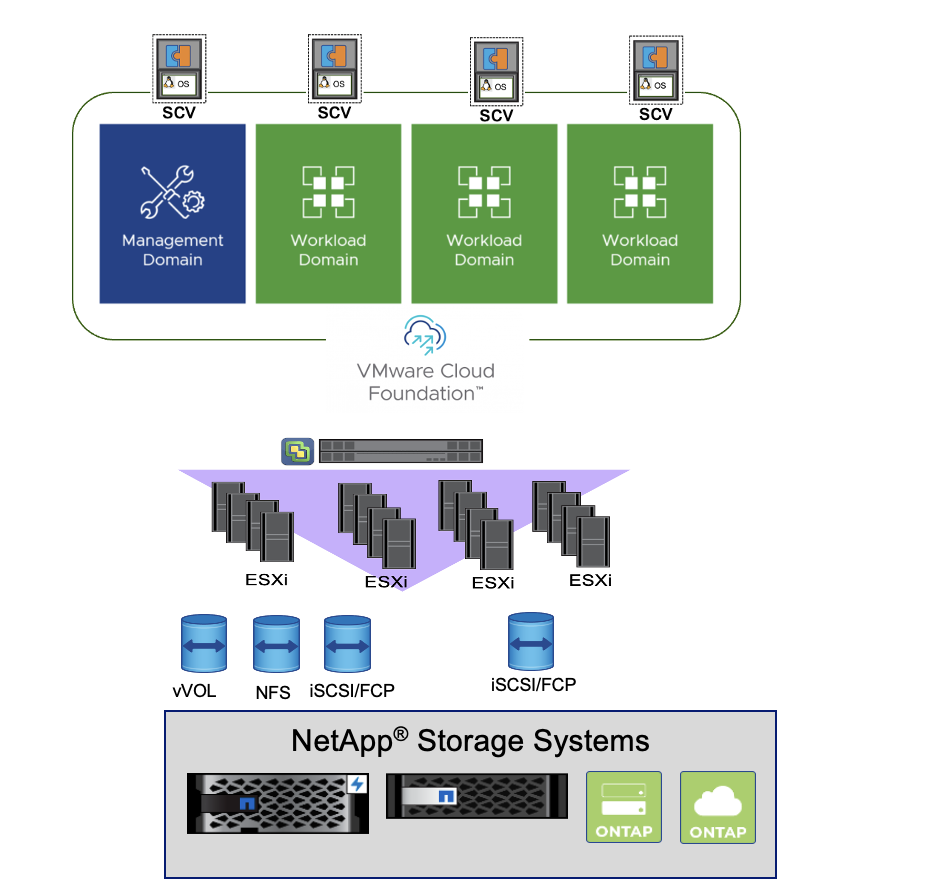 OS
OS
OS
OS
SCV
SCV
SCV
SCV
Management
Domain
Workload
Domain
Workload
Domain
Workload
Domain
VMware Cloud
Foundation™
ESXi
ESXi
ESXi
ESXi
vVOL
NFS
iSCSI/FCP
iSCSI/FCP
NetApp® Storage Systems
ONTAP
ONTAP